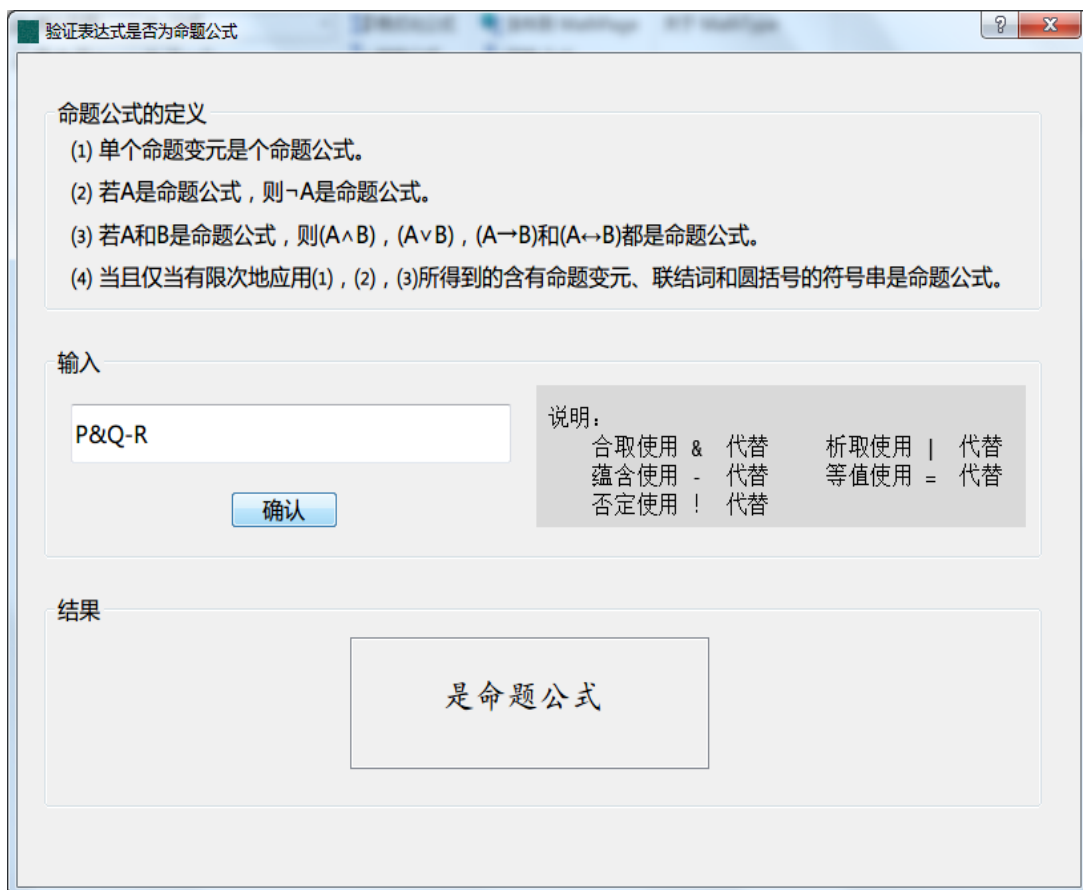 验证表达式是否为命题公式
命题公式的定义
(1) 单个命题变元是个命题公式。
(2) 若A是命题公式，则¬A是命题公式。
(3) 若A和B是命题公式，则(A∧B)，(A∨B)，(A→B)和(A↔B)都是命题公式。
(4) 当且仅当有限次地应用(1)，(2)，(3)所得到的含有命题变元、联结词和圆括号的符号串是命题公式。
输入
P&Q-R
确认
说明：
合取使用 & 代替 析取使用 | 代替
蕴含使用 - 代替 等值使用 = 代替
否定使用 ! 代替
结果
是命题公式